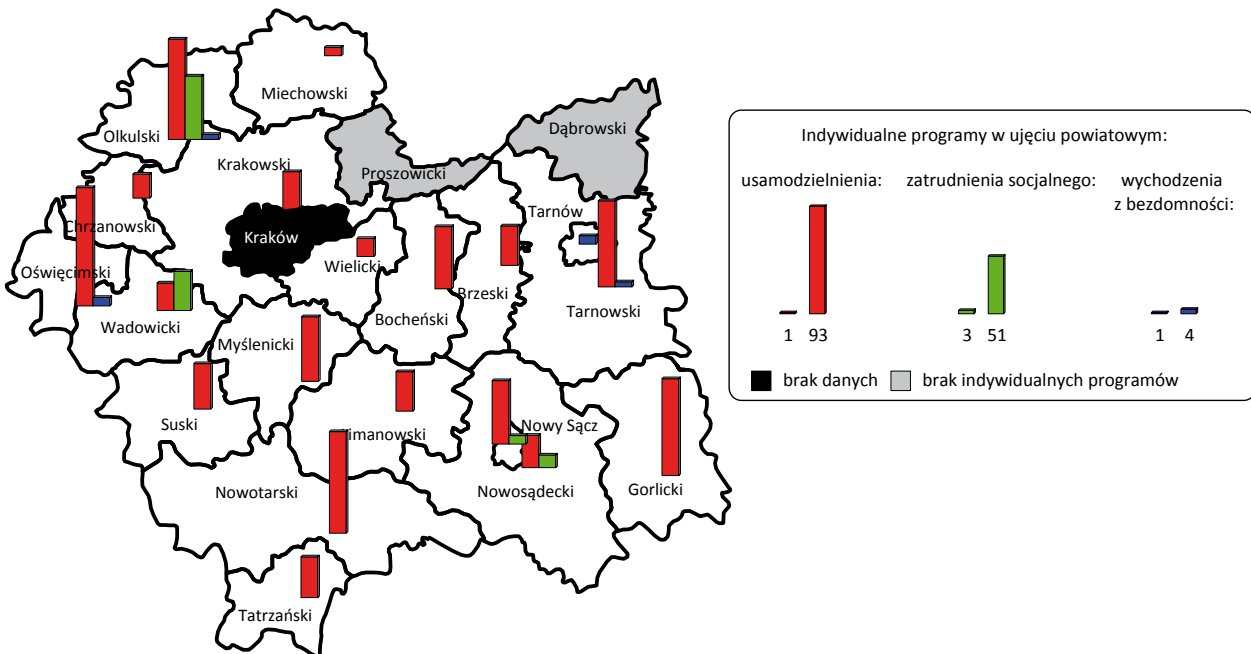 Miechowski
Olkulski
Dąbrowski
Krakowski
Proszowicki
Chrzanowski
Tarnów
Kraków
Oświęcimski
Wielicki
Brzeski
Wadowicki
Bocheński
Tarnowski
Myślenicki
Suski
Limanowski
Nowy Sącz
Nowotarski
Nowosądecki
Gorlicki
Tatrzański
Indywidualne programy w ujęciu powiatowym:
usamodzielnienia: zatrudnienia socjalnego: wychodzenia
z bezdomności:
1 93 3 51 1 4
brak danych brak indywidualnych programów